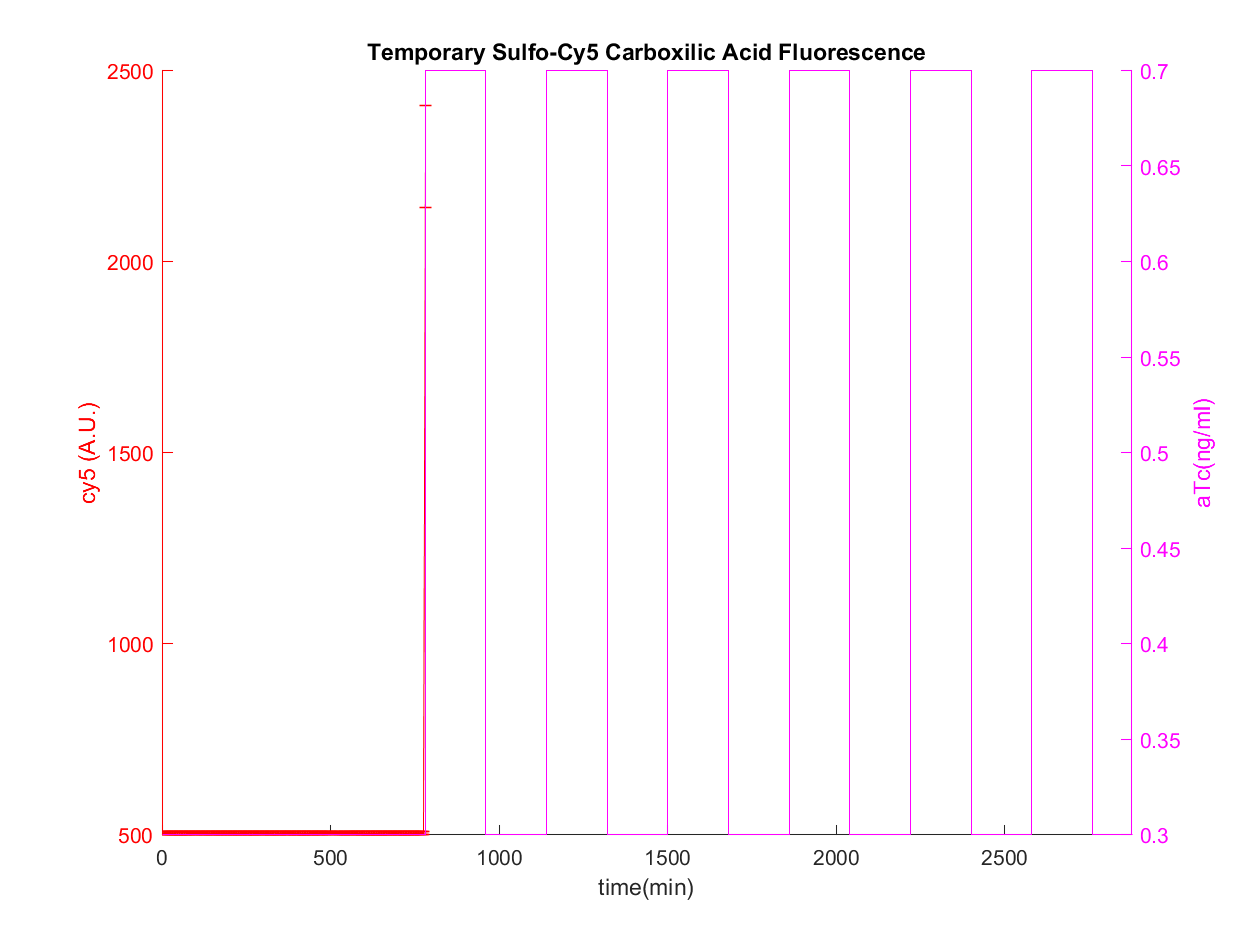 Temporary Sulfo-Cy5 Carboxilic Acid Fluorescence
2500
2000
1500
1000
500
cy5 (A.U.)
0.7
0.65
0.6
0.55
0.5
0.45
0.4
0.35
0.3
aTc(ng/ml)
0 500 1000 1500 2000 2500
time(min)